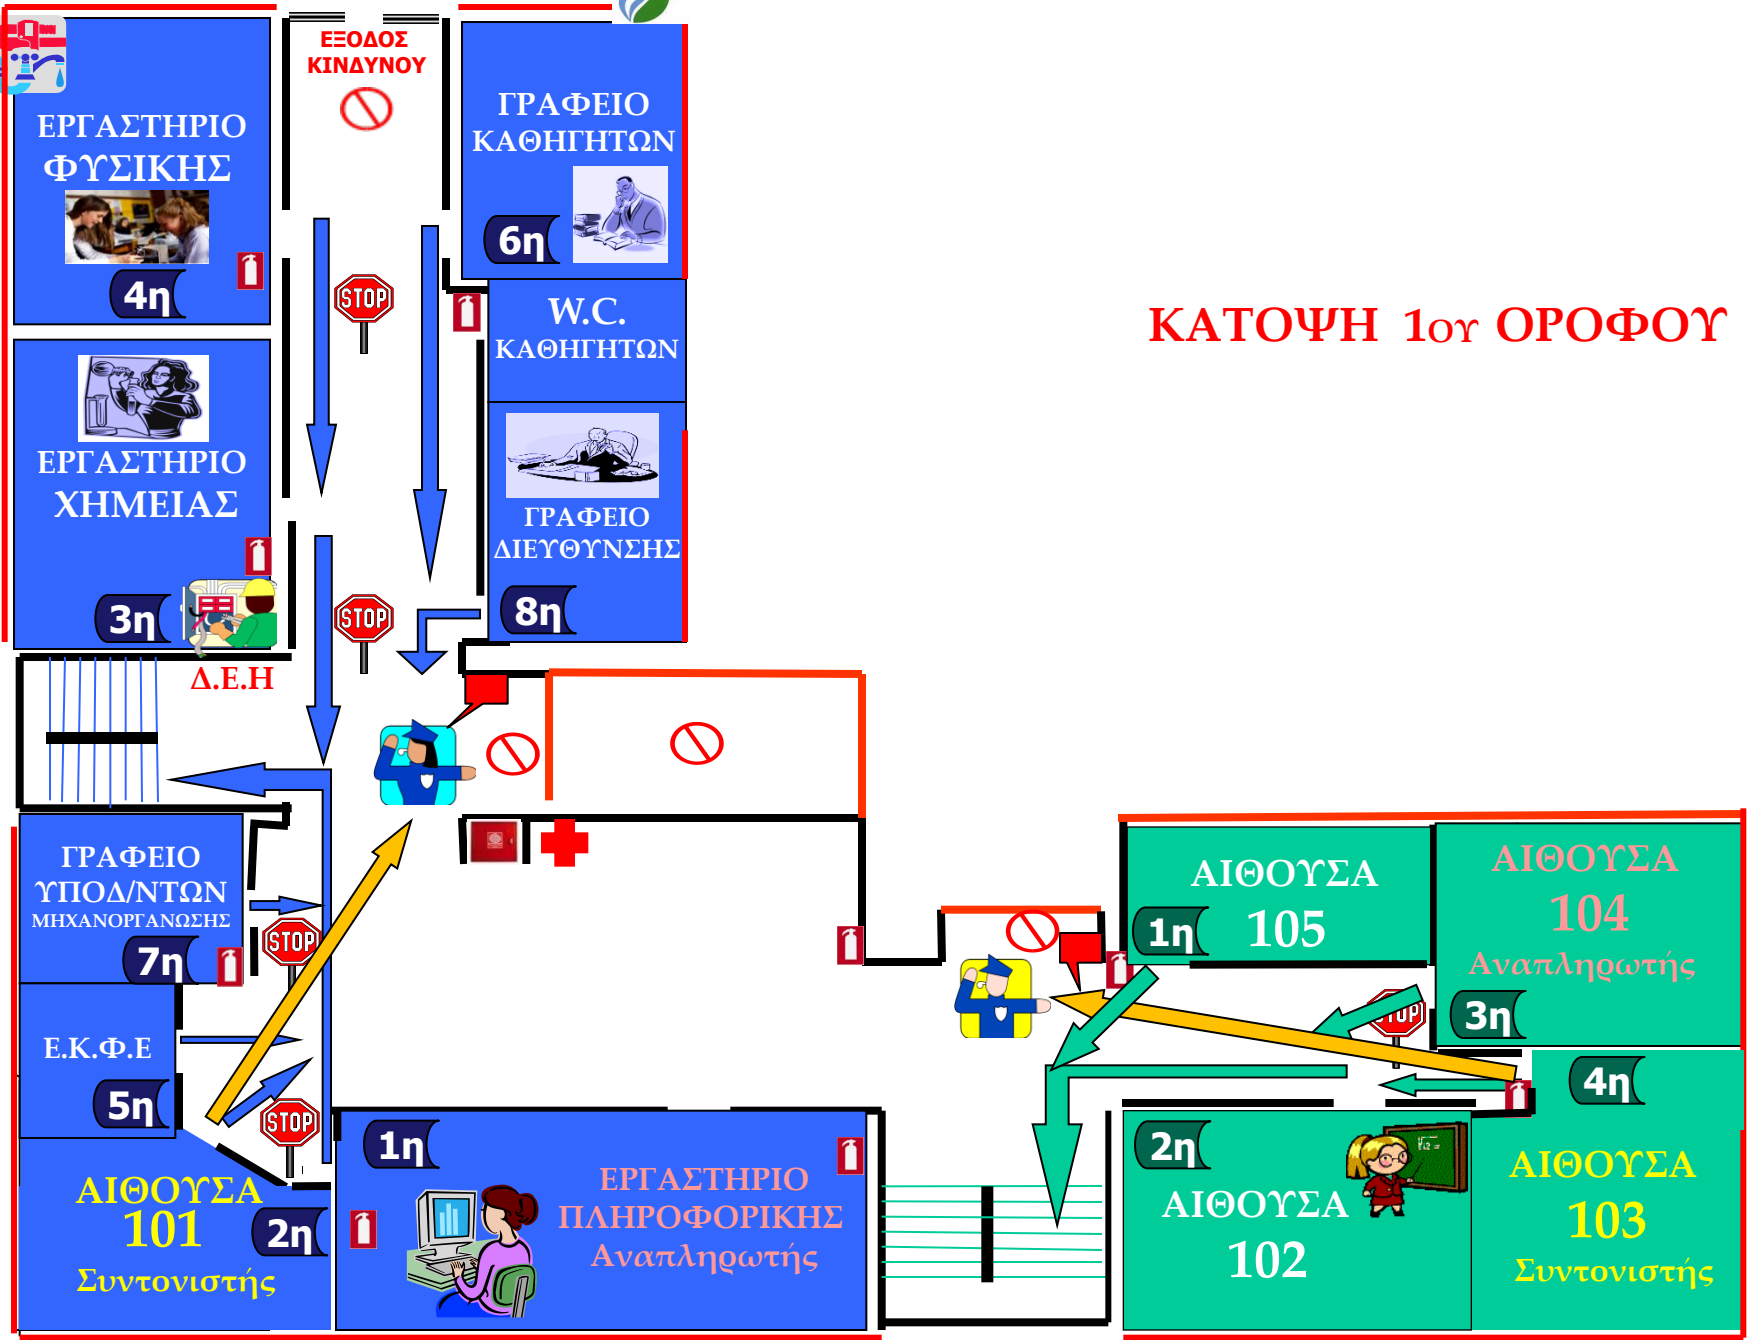 ΕΞΟΔΟΣ
ΚΙΝΔΥΝΟΥ
ΕΡΓΑΣΤΗΡΙΟ
ΦΥΣΙΚΗΣ
4η
ΓΡΑΦΕΙΟ
ΚΑΘΗΓΗΤΩΝ
6η
STOP
W.C.
ΚΑΘΗΓΗΤΩΝ
ΚΑΤΟΨΗ 1ΟΥ ΟΡΟΦΟΥ
ΕΡΓΑΣΤΗΡΙΟ
ΧΗΜΕΙΑΣ
3η
Δ.Ε.Η
ΓΡΑΦΕΙΟ
ΔΙΕΥΘΥΝΣΗΣ
8η
STOP
ΓΡΑΦΕΙΟ
ΥΠΟΔ/ΝΤΩΝ
ΜΗΧΑΝΟΡΓΑΝΩΣΗΣ
7η
STOP
Ε.Κ.Φ.Ε
5η
STOP
ΑΙΘΟΥΣΑ
101
2η
Συντονιστής
1η
ΕΡΓΑΣΤΗΡΙΟ
ΠΛΗΡΟΦΟΡΙΚΗΣ
Αναπληρωτής
ΑΙΘΟΥΣΑ
105
1η
ΑΙΘΟΥΣΑ
104
Αναπληρωτής
3η
STOP
4η
2η
ΑΙΘΟΥΣΑ
102
ΑΙΘΟΥΣΑ
103
Συντονιστής